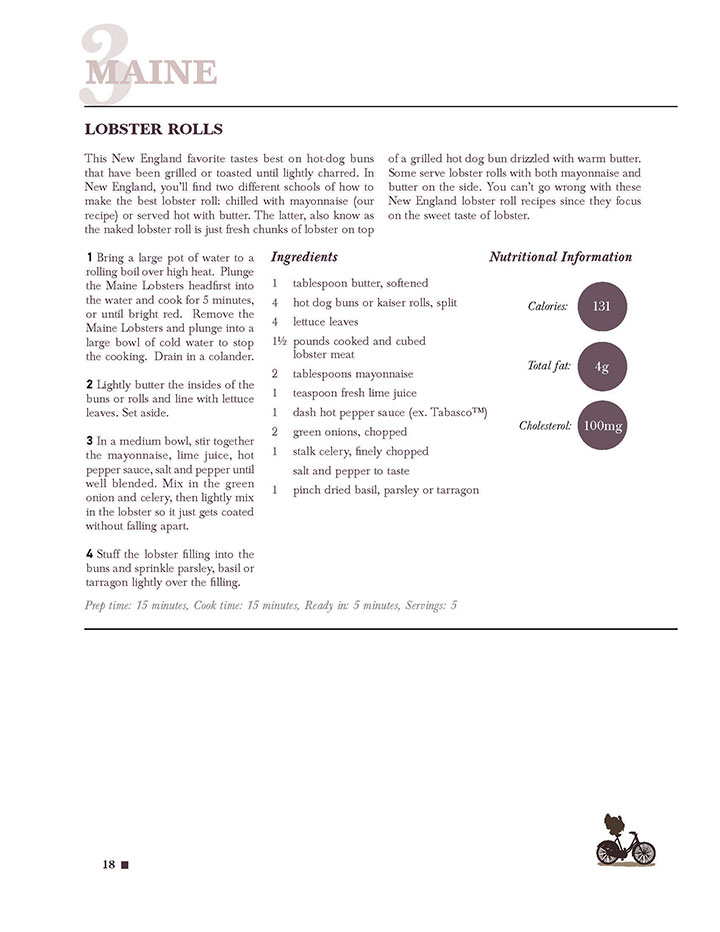 3
MAINE
LOBSTER ROLLS
This New England favorite tastes best on hot-dog buns
that have been grilled or toasted until lightly charred. In
New England, you'll find two different schools of how to
make the best lobster roll: chilled with mayonnaise (our
recipe) or served hot with butter. The latter, also know as
the naked lobster roll is just fresh chunks of lobster on top
of a grilled hot dog bun drizzled with warm butter.
Some serve lobster rolls with both mayonnaise and
butter on the side. You can't go wrong with these
New England lobster roll recipes since they focus
on the sweet taste of lobster.
1 Bring a large pot of water to a
rolling boil over high heat. Plunge
the Maine Lobsters headfirst into
the water and cook for 5 minutes,
or until bright red. Remove the
Maine Lobsters and plunge into a
large bowl of cold water to stop
the cooking. Drain in a colander.
2 Lightly butter the insides of the
buns or rolls and line with lettuce
leaves. Set aside.
3 In a medium bowl, stir together
the mayonnaise, lime juice, hot
pepper sauce, salt and pepper until
well blended. Mix in the green
onion and celery, then lightly mix
in the lobster so it just gets coated
without falling apart.
4 Stuff the lobster filling into the
buns and sprinkle parsley, basil or
tarragon lightly over the filling.
Ingredients
1 tablespoon butter, softened
4 hot dog buns or kaiser rolls, split
4 lettuce leaves
1½ pounds cooked and cubed
lobster meat
2 tablespoons mayonnaise
1 teaspoon fresh lime juice
1 dash hot pepper sauce (ex. Tabasco™)
2 green onions, chopped
1 stalk celery, finely chopped
salt and pepper to taste
1 pinch dried basil, parsley or tarragon
Nutritional Information
Calories: 131
Total fat: 4g
Cholesterol: 100mg
Prep time: 15 minutes, Cook time: 15 minutes, Ready in: 5 minutes, Servings: 5
18